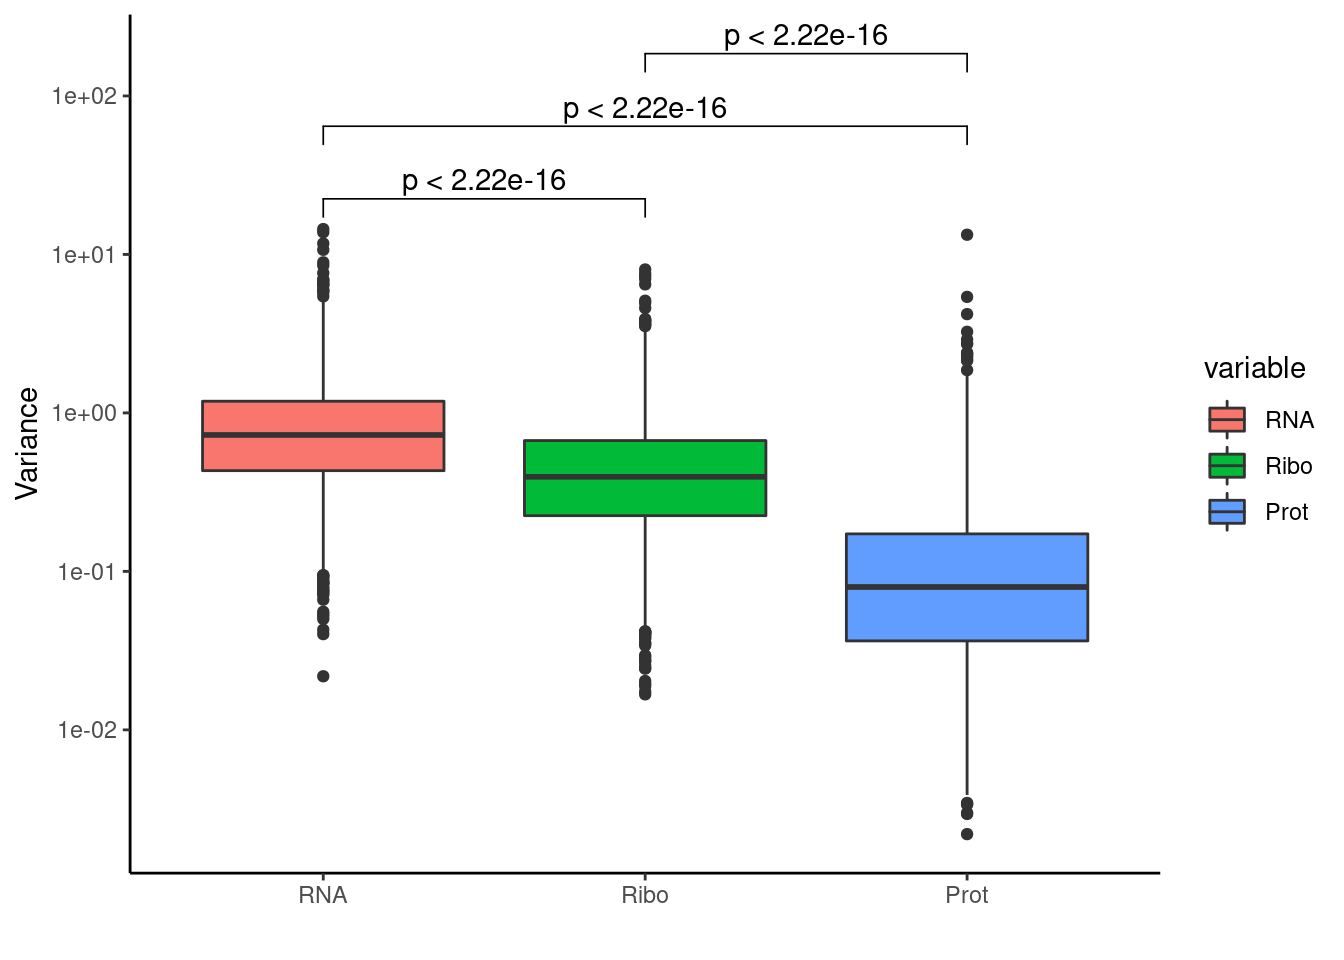 p < 2.22e-16
p < 2.22e-16
p < 2.22e-16
1e+02
1e+01
1e+00
1e-01
1e-02
Variance
RNA
Ribo
Prot
variable
RNA
Ribo
Prot